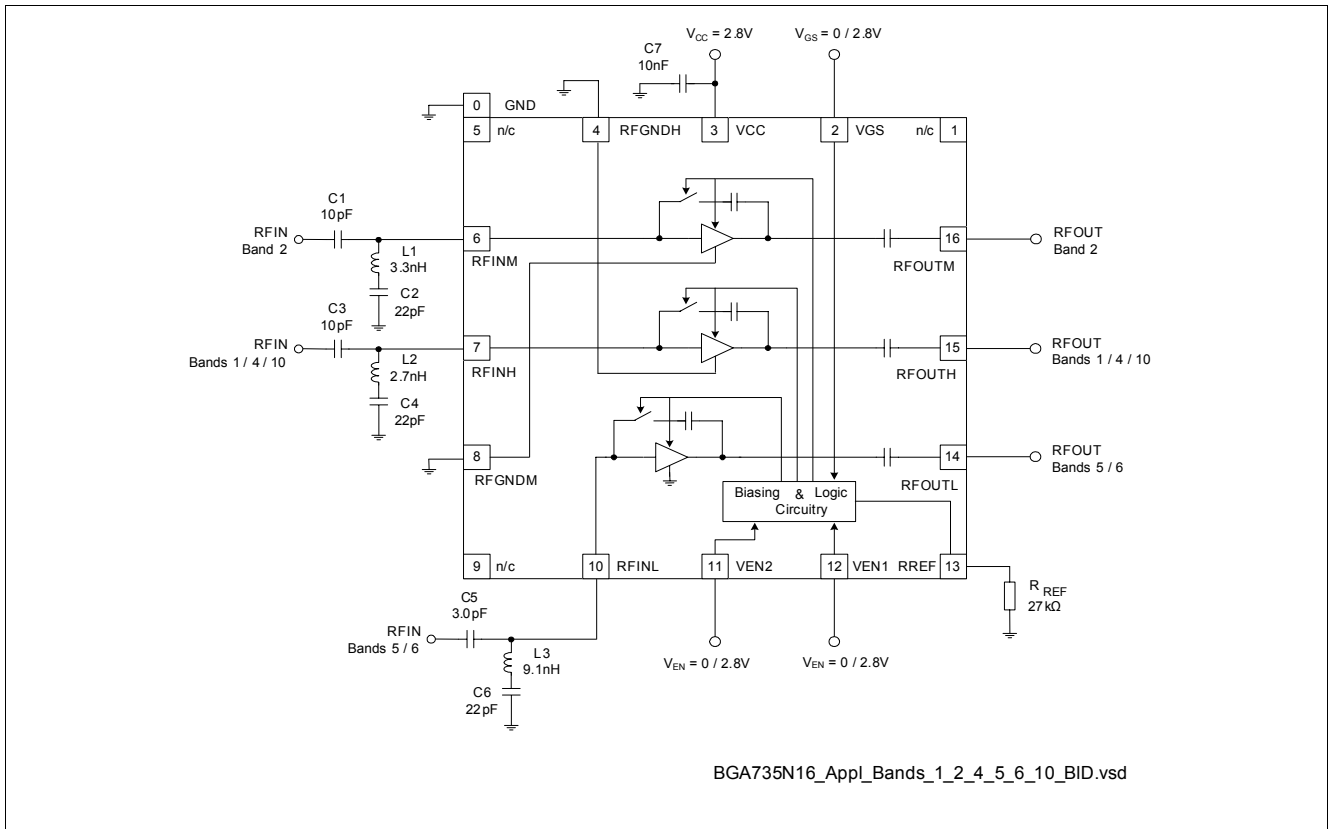 C7
10nF
V_CC = 2.8V
V_GS = 0 / 2.8V
0
GND
5
n/c
4
RFGNDH
3
VCC
2
VGS
n/c
1
C1
10pF
RFIN
Band 2
6
RFINM
L1
3.3nH
C2
22pF
16
RFOUTM
RFOUT
Band 2
C3
10pF
RFIN
Bands 1 / 4 / 10
7
RFINH
L2
2.7nH
C4
22pF
15
RFOUTH
RFOUT
Bands 1 / 4 / 10
8
RFGNDM
14
RFOUTL
RFOUT
Bands 5 / 6
Biasing & Logic
Circuitry
9
n/c
10
RFINL
11
VEN2
12
VEN1
RREF
13
R_REF
27kΩ
C5
3.0pF
RFIN
Bands 5 / 6
L3
9.1nH
C6
22pF
V_EN = 0 / 2.8V
V_EN = 0 / 2.8V
BGA735N16_Appl_Bands_1_2_4_5_6_10_BID.vsd